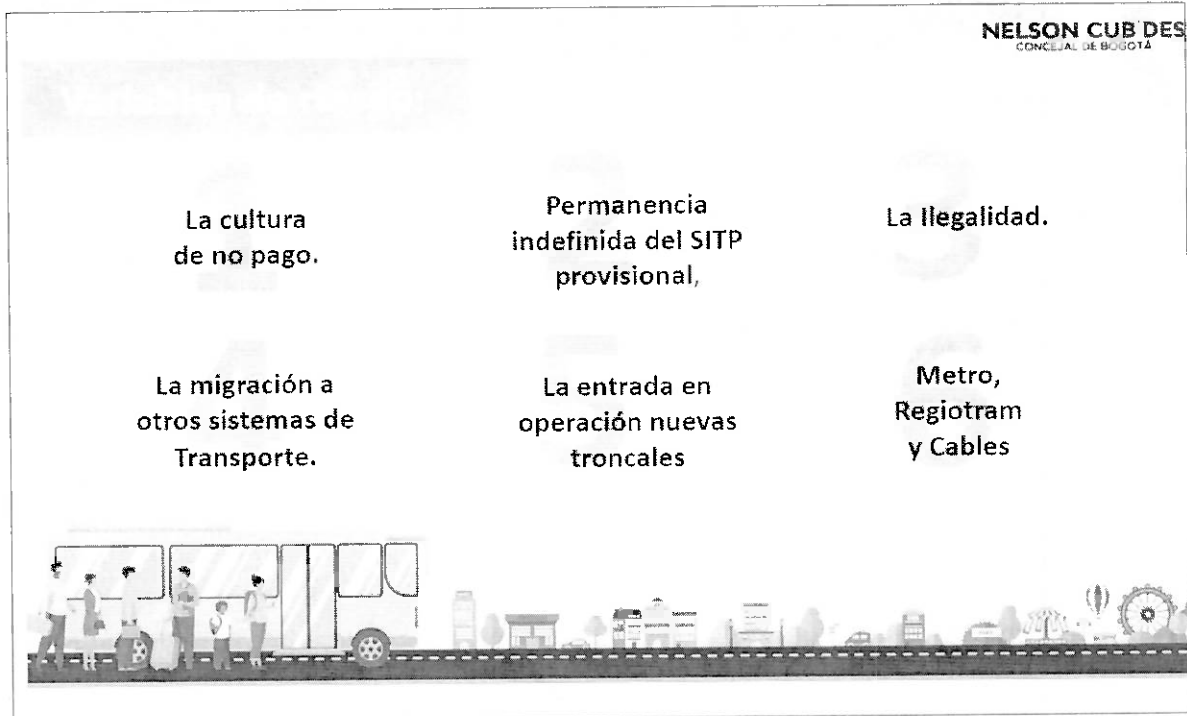 NELSON CUB DES
CONCEJAL DE BOGOTÁ
La cultura
de no pago.
Permanencia
indefinida del SITP
provisional,
La Ilegalidad.
La migración a
otros sistemas de
Transporte.
La entrada en
operación nuevas
troncales
Metro,
Regiotram
y Cables